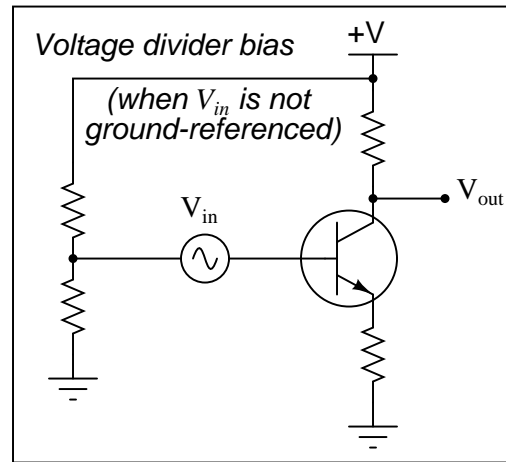 Voltage divider bias
+V
(when Vin is not
ground-referenced)
Vin
Vout